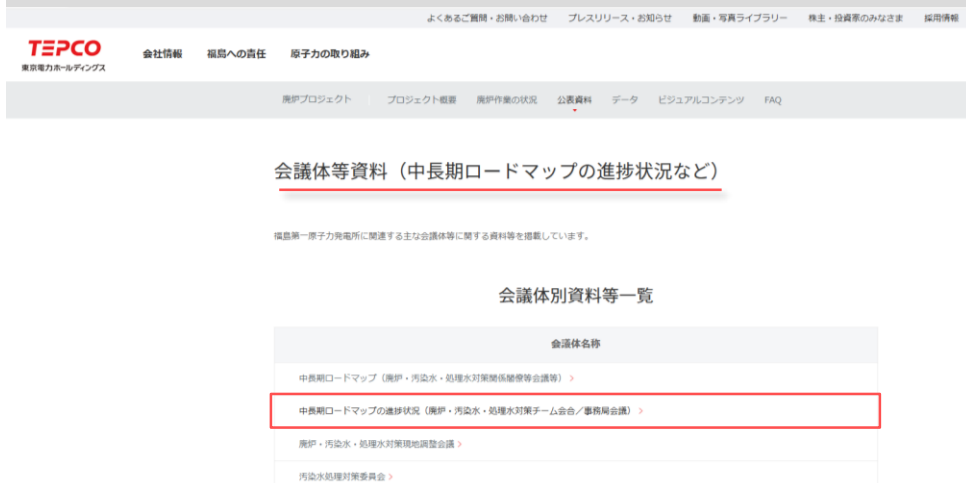 よくあるご質問・お問い合わせ プレスリリース・お知らせ 動画・写真ライブラリー 株主・投資家のみなさま 採用情報
TEPCO
東京電力ホールディングス
会社情報 福島への責任 原子力の取り組み
廃炉プロジェクト プロジェクト概要 廃炉作業の状況 公表資料 データ ビジュアルコンテンツ FAQ
会議体等資料（中長期ロードマップの進捗状況など）
福島第一原子力発電所に関連する主な会議体等に関する資料等を掲載しています。
会議体別資料等一覧
会議体名称
中長期ロードマップ（廃炉・汚染水・処理水対策関係閣僚等会議等）>
中長期ロードマップの進捗状況（廃炉・汚染水・処理水対策チーム会合／事務局会議）>
廃炉・汚染水・処理水対策現地調整会議>
汚染水処理対策委員会>